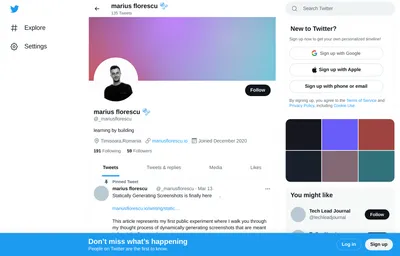 marius florescu
120 Tweets
Search Twitter
Explore
Settings
New to Twitter?
Sign up now to get your own personalized timeline!
Sign up with Google
Sign up with Apple
Sign up with phone or email
By signing up, you agree to the Terms of Service and
Privacy Policy, including Cookie Use.
Follow
marius florescu
@_mariusflorescu
learning by building
Timisoara,Romania
mariusflorescu.io
Joined December 2020
191 Following
59 Followers
Tweets
Tweets & replies
Media
Likes
Pinned Tweet
marius florescu
@_mariusflorescu · Mar 13
Statically Generating Screenshots is finally here
This article represents my first public experiment where I walk you through
my thought process of dynamically generating screenshots that are meant
You might like
Tech Lead Journal
@techleadjournal
Follow
Don't miss what's happening
People on Twitter are the first to know.
Log in
Sign up